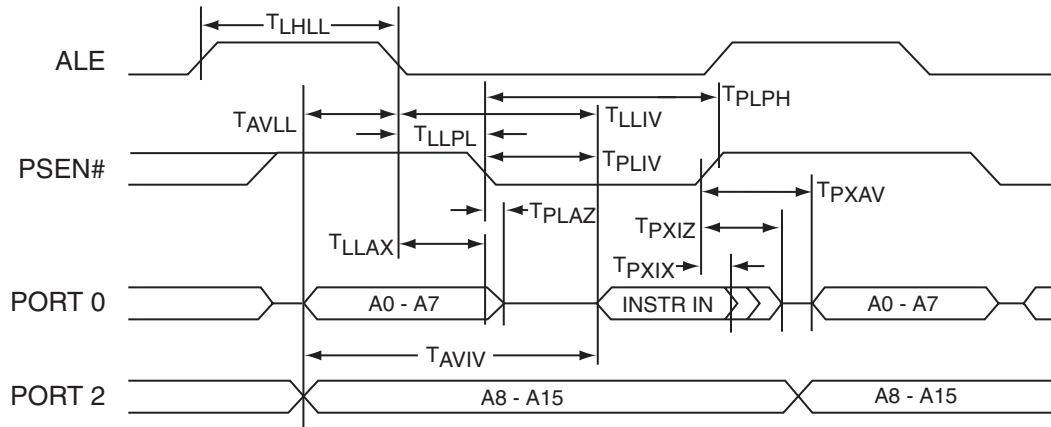 TLHLL
ALE
TPLPH
TAVLL
TLLIV
TLLPL
PSEN#
TPLIV
TPXAV
TPLAZ
TPXIZ
TLLAX
TPXIX
PORT 0
A0 - A7
INSTR IN
A0 - A7
TAVIV
PORT 2
A8 - A15
A8 - A15